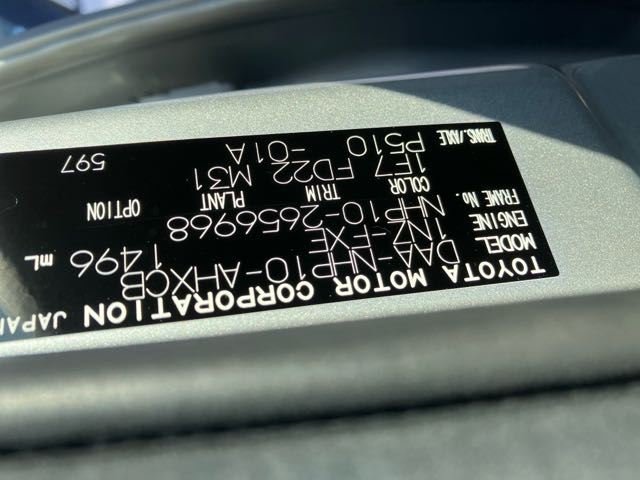 TOYOTA MOTOR CORPORATION JAPAN
MODEL DAA-NHP10-AHXCB
ENGINE 1NZ-FXE 1496 mL
FRAME No. NHP10-2656968
COLOR TRIM PLANT OPTION
1E7 FD22 M31
TRANS./AXLE P510 -01A 597